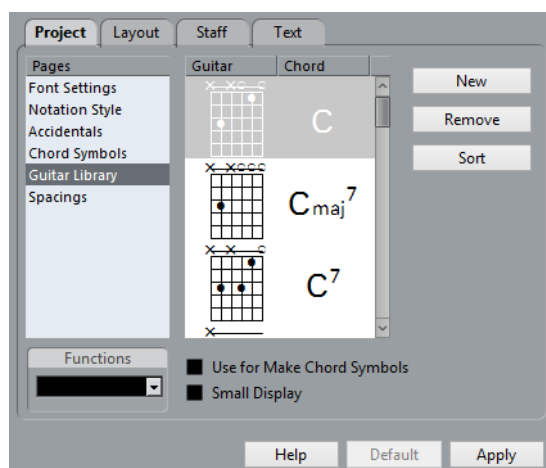 Project Layout Staff Text
Pages
Font Settings
Notation Style
Accidentals
Chord Symbols
Guitar Library
Spacings
Guitar Chord
C
Cmaj7
C7
New
Remove
Sort
Functions
Use for Make Chord Symbols
Small Display
Help Default Apply